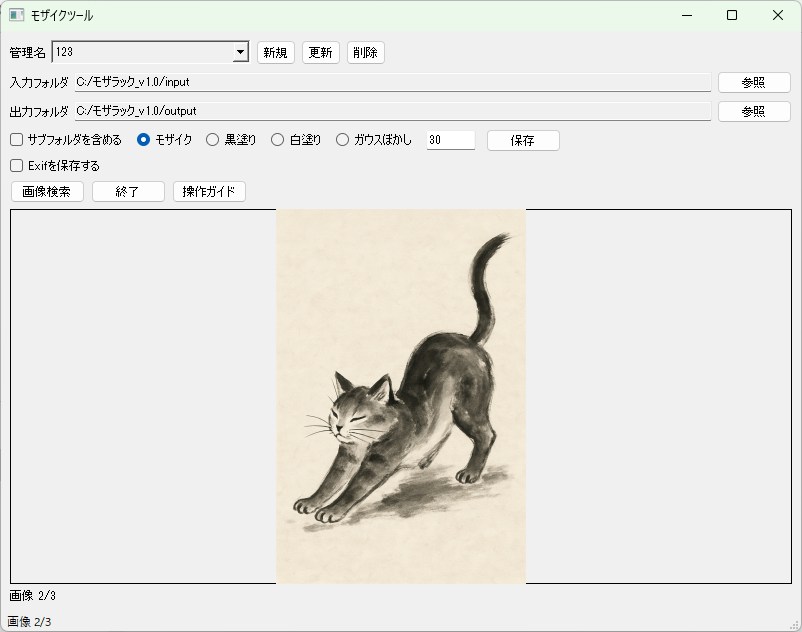 モザイクツール
管理名 123 新規 更新 削除
入力フォルダ C:/モザラック_v1.0/input 参照
出力フォルダ C:/モザラック_v1.0/output 参照
サブフォルダを含める モザイク 黒塗り 白塗り ガウスぼかし 30 保存
Exifを保存する
画像検索 終了 操作ガイド
画像 2/3
画像 2/3